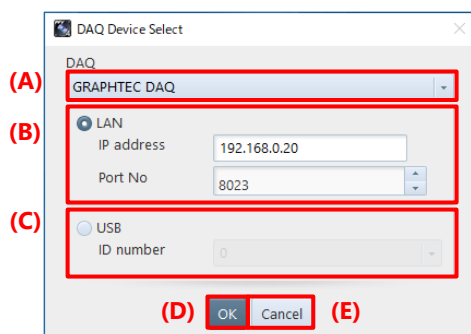 DAQ Device Select
DAQ
(A) GRAPHTEC DAQ
(B) LAN
IP address 192.168.0.20
Port No 8023
(C) USB
ID number 0
(D) OK Cancel (E)